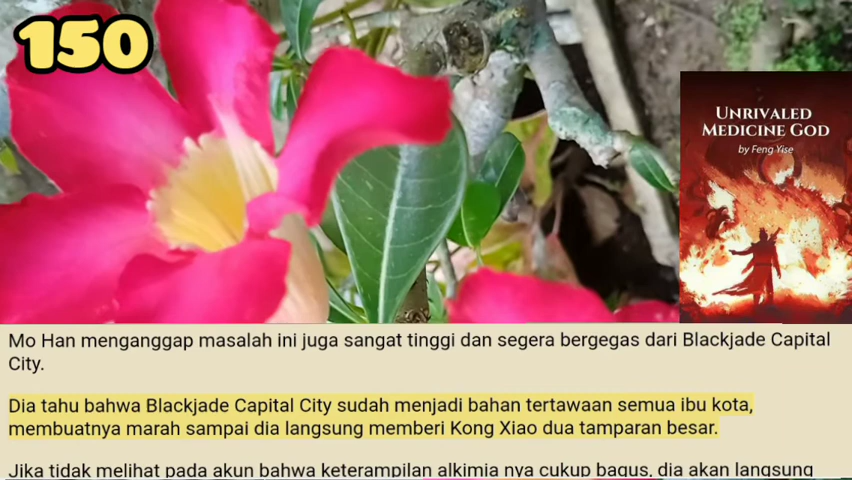 150
UNRIVALED
MEDICINE GOD
by Feng Yise
Mo Han menganggap masalah ini juga sangat tinggi dan segera bergegas dari Blackjade Capital
City.
Dia tahu bahwa Blackjade Capital City sudah menjadi bahan tertawaan semua ibu kota,
membuatnya marah sampai dia langsung memberi Kong Xiao dua tamparan besar.
Jika tidak melihat pada akun bahwa keterampilan alkimia nya cukup bagus, dia akan langsung